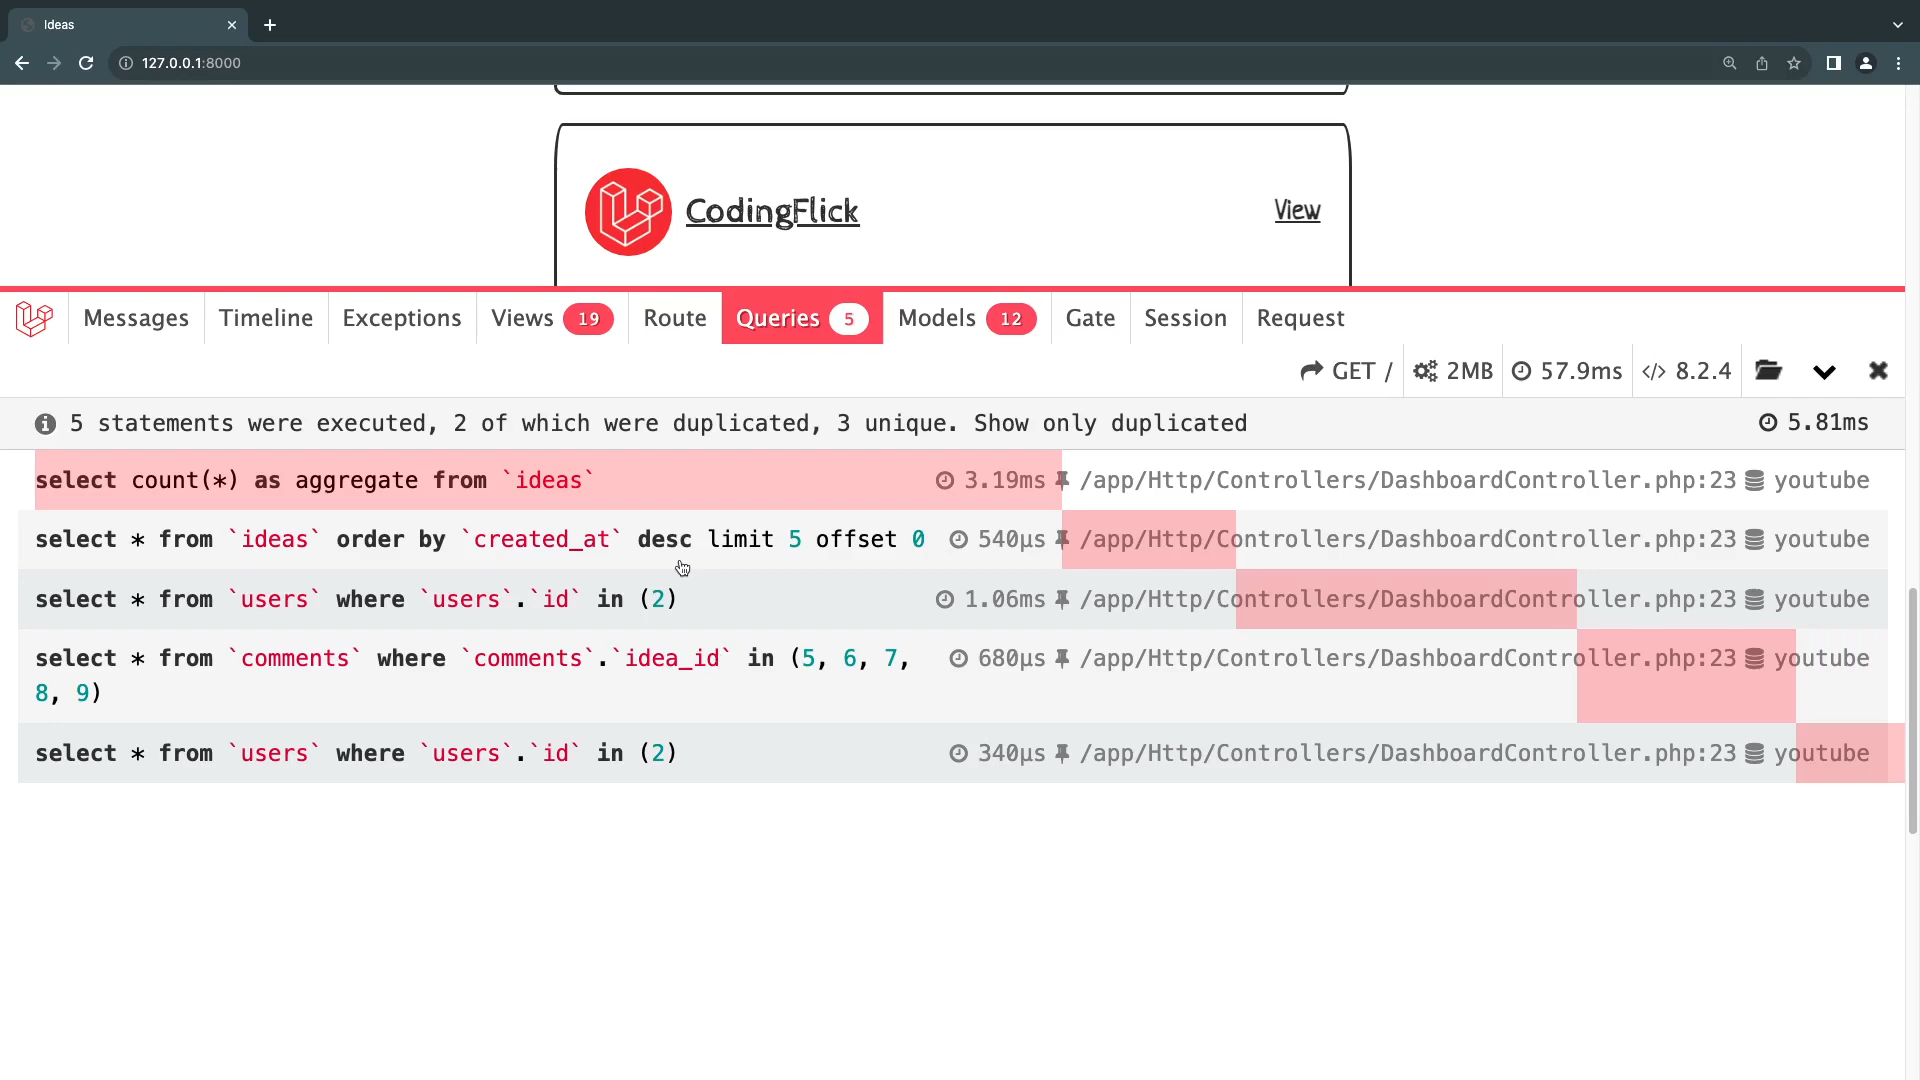 Ideas
127.0.0.1:8000
CodingFlick
View
Messages Timeline Exceptions Views 19 Route Queries 5 Models 12 Gate Session Request
GET / 2MB 57.9ms 8.2.4
5 statements were executed, 2 of which were duplicated, 3 unique. Show only duplicated 5.81ms
select count(*) as aggregate from `ideas` 3.19ms /app/Http/Controllers/DashboardController.php:23 youtube
select * from `ideas` order by `created_at` desc limit 5 offset 0 540μs /app/Http/Controllers/DashboardController.php:23 youtube
select * from `users` where `users`.`id` in (2) 1.06ms /app/Http/Controllers/DashboardController.php:23 youtube
select * from `comments` where `comments`.`idea_id` in (5, 6, 7, 680μs /app/Http/Controllers/DashboardController.php:23 youtube
8, 9)
select * from `users` where `users`.`id` in (2) 340μs /app/Http/Controllers/DashboardController.php:23 youtube